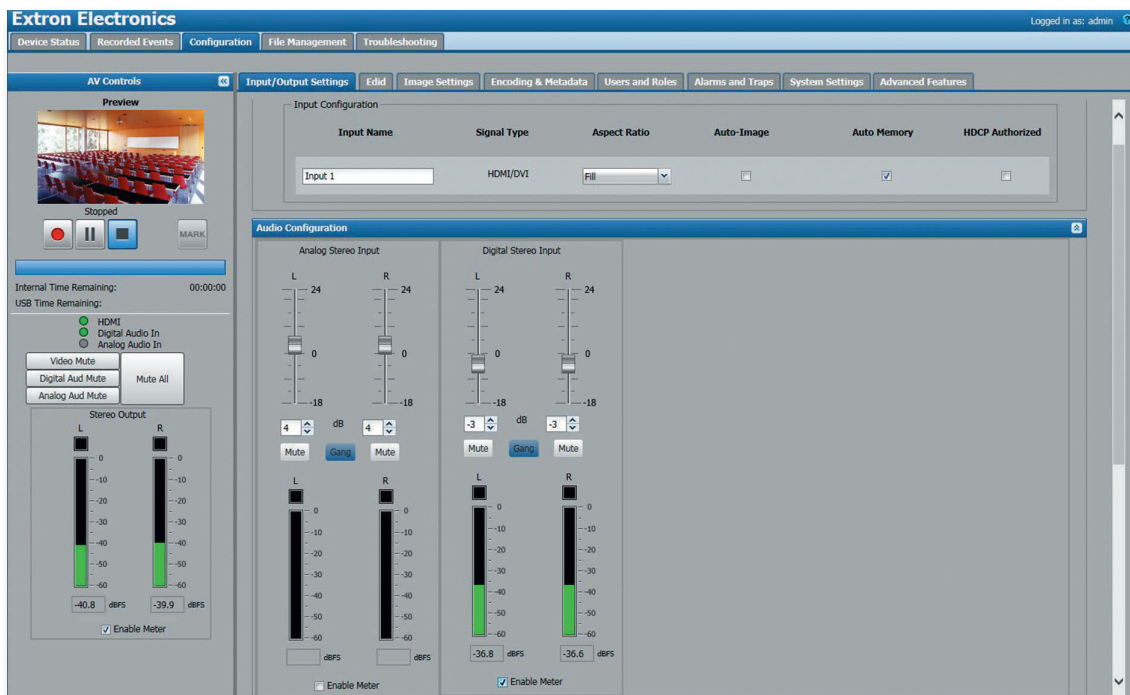 Extron Electronics
Logged in as: admin
Device Status Recorded Events Configuration File Management Troubleshooting
AV Controls
Preview
Stopped
MARK
Internal Time Remaining: 00:00:00
USB Time Remaining:
HDMI
Digital Audio In
Analog Audio In
Video Mute
Digital Aud Mute
Analog Aud Mute
Mute All
Stereo Output
L R
0 0
-10 -10
-20 -20
-30 -30
-40 -40
-50 -50
-60 -60
-40.8 dBFS -39.9 dBFS
Enable Meter
Input/Output Settings Edid Image Settings Encoding & Metadata Users and Roles Alarms and Traps System Settings Advanced Features
Input Configuration
Input Name Signal Type Aspect Ratio Auto-Image Auto Memory HDCP Authorized
Input 1 HDMI/DVI Fill
Audio Configuration
Analog Stereo Input
L R
24 24
0 0
-18 -18
4 dB 4
Mute Gang Mute
L R
0 0
-10 -10
-20 -20
-30 -30
-40 -40
-50 -50
-60 -60
dBFS dBFS
Enable Meter
Digital Stereo Input
L R
24 24
0 0
-18 -18
-3 dB -3
Mute Gang Mute
L R
0 0
-10 -10
-20 -20
-30 -30
-40 -40
-50 -50
-60 -60
-36.8 dBFS -36.6 dBFS
Enable Meter